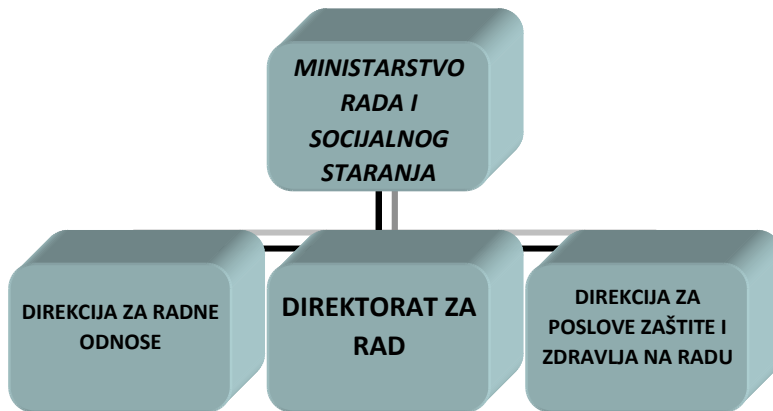 MINISTARSTVO
RADA I
SOCIJALNOG
STARANJA
DIREKCIJA ZA RADNE
ODNOSE
DIREKTORAT ZA
RAD
DIREKCIJA ZA
POSLOVE ZAŠTITE I
ZDRAVLJA NA RADU